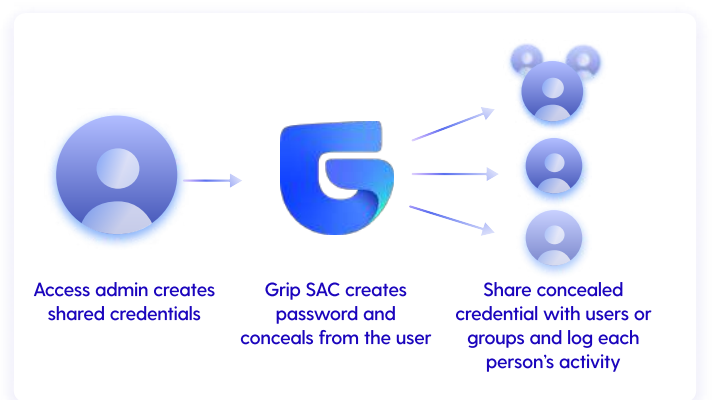 Access admin creates
shared credentials
Grip SAC creates
password and
conceals from the user
Share concealed
credential with users or
groups and log each
person's activity